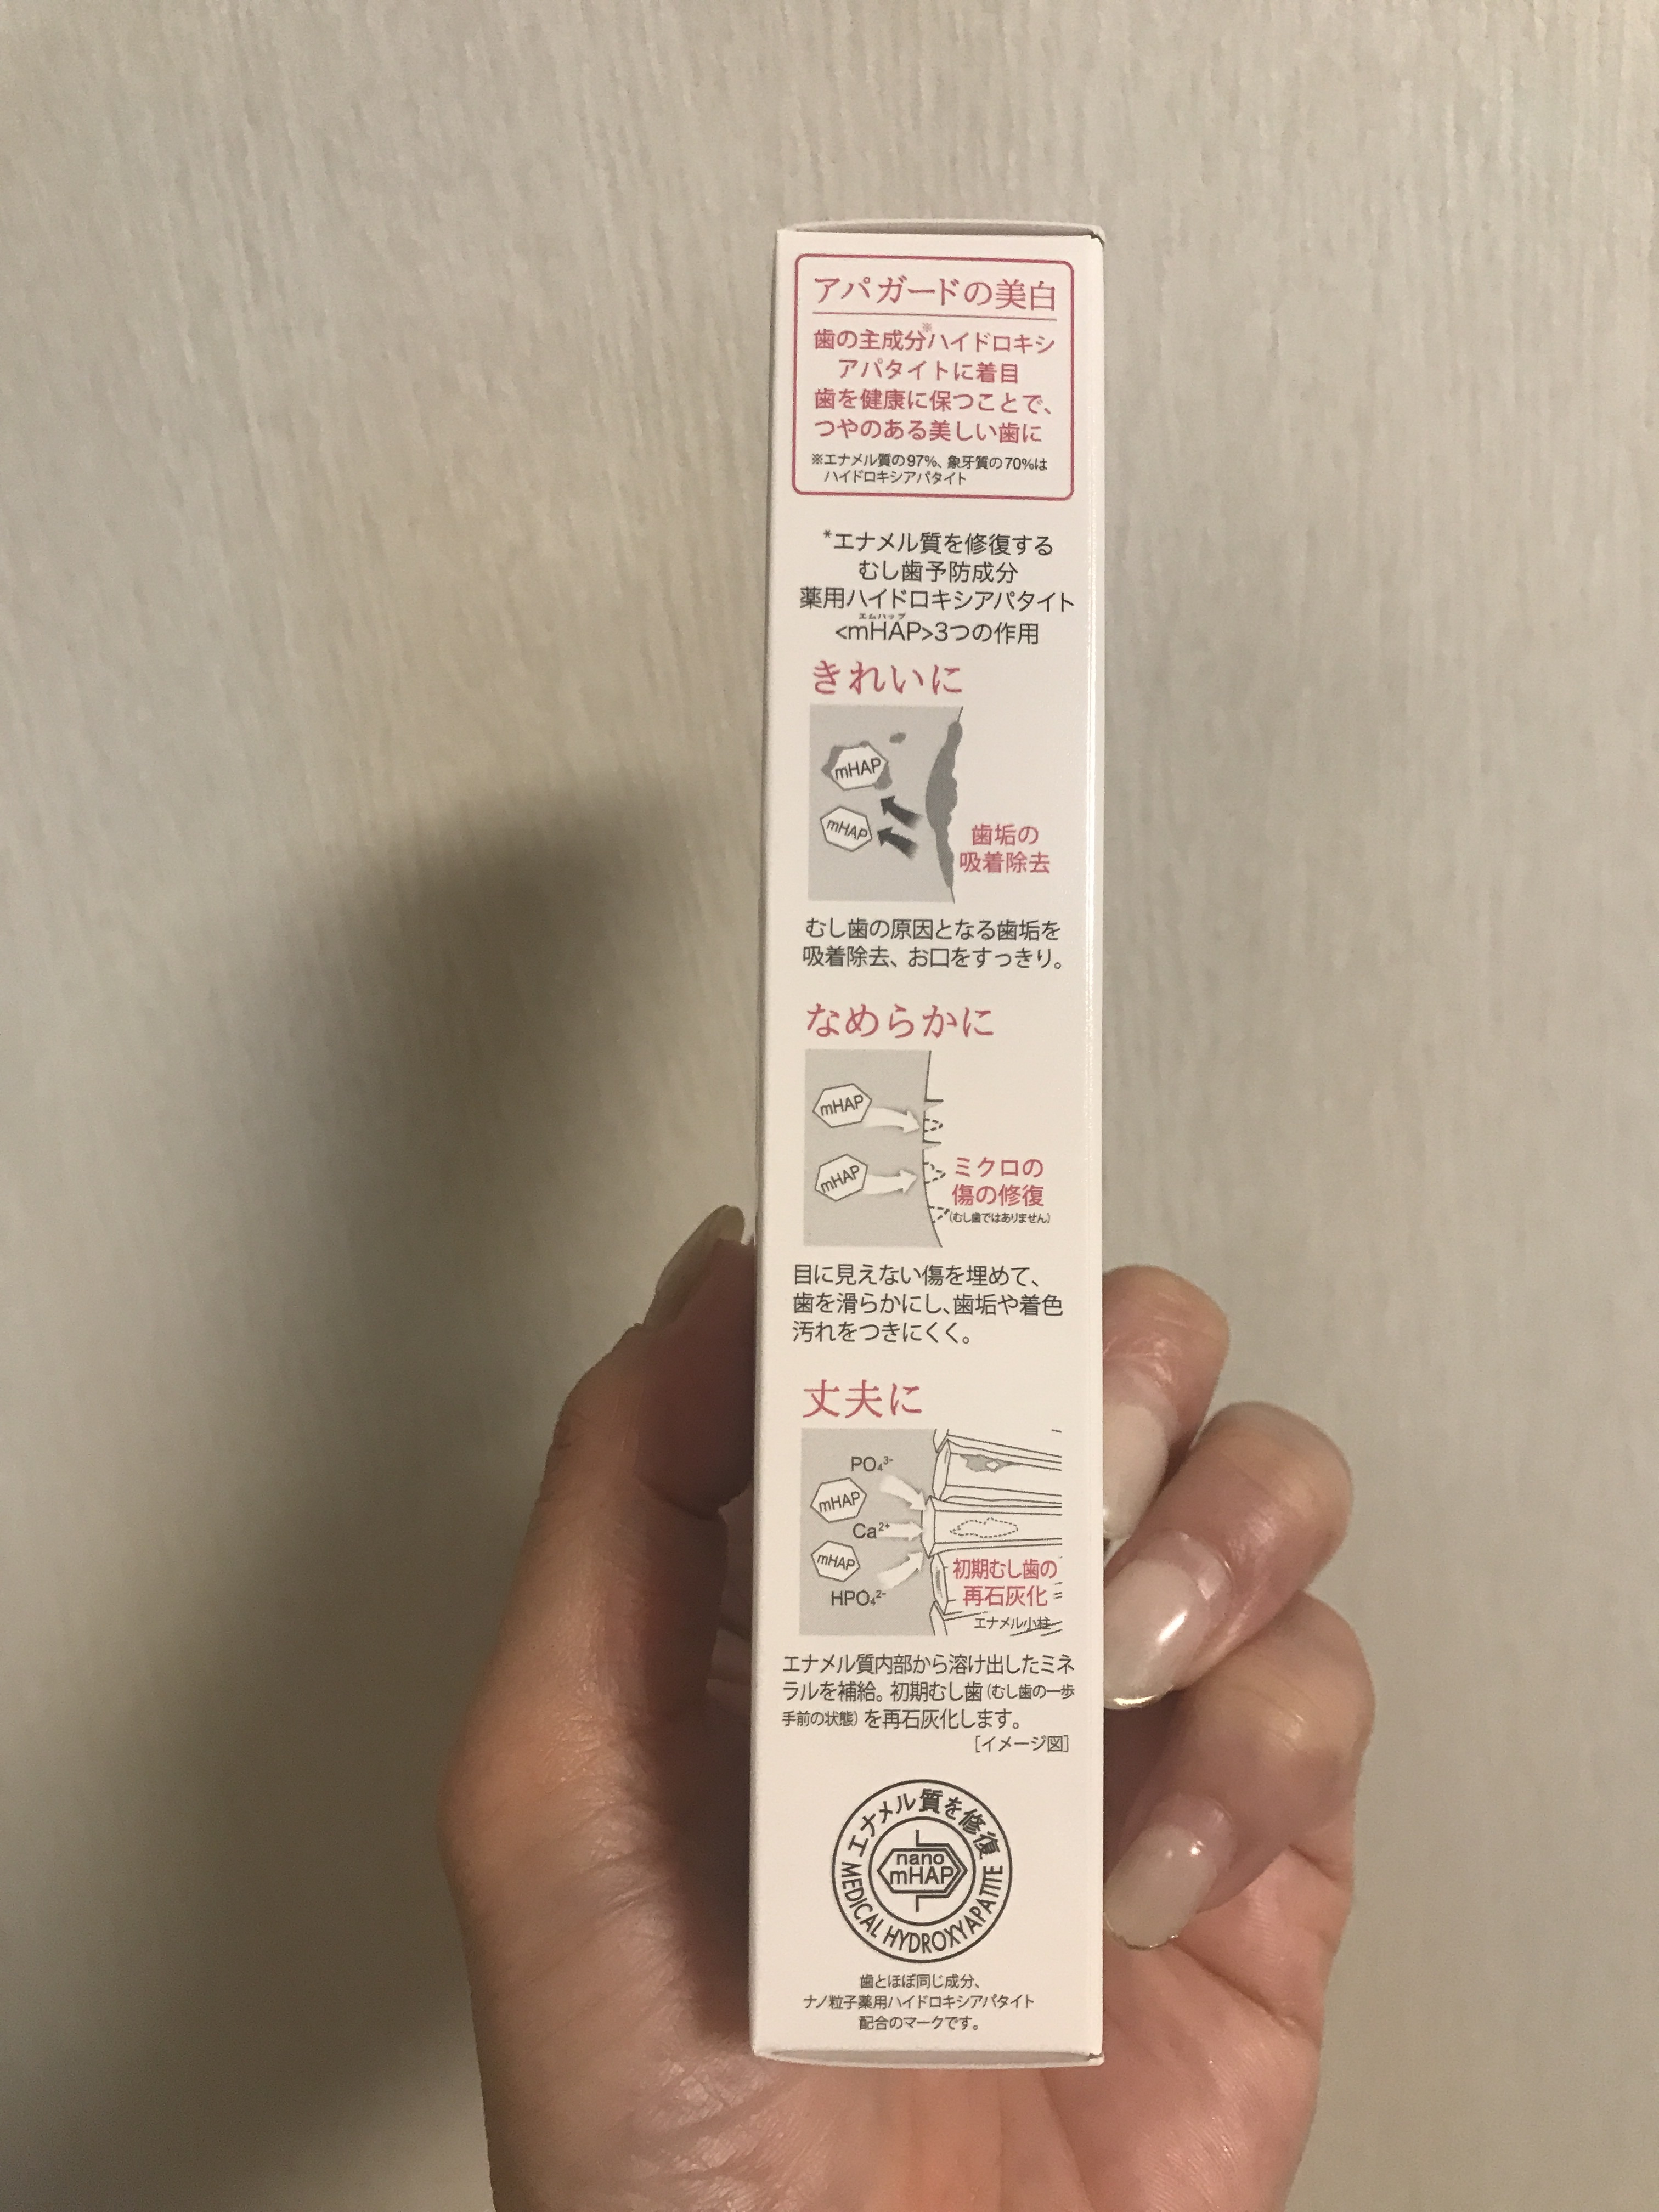 アパガードの美白
歯の主成分※ハイドロキシ
アパタイトに着目
歯を健康に保つことで、
つやのある美しい歯に
※エナメル質の97%、象牙質の70%は
ハイドロキシアパタイト
*エナメル質を修復する
むし歯予防成分
薬用ハイドロキシアパタイト
エムハップ
<mHAP>3つの作用
きれいに
mHAP
mHAP
歯垢の
吸着除去
むし歯の原因となる歯垢を
吸着除去、お口をすっきり。
なめらかに
mHAP
mHAP
ミクロの
傷の修復
(むし歯ではありません)
目に見えない傷を埋めて、
歯を滑らかにし、歯垢や着色
汚れをつきにくく。
丈夫に
PO₄³⁻
mHAP
Ca²⁺
mHAP
HPO₄²⁻
初期むし歯の
再石灰化
エナメル小柱
エナメル質内部から溶け出したミネ
ラルを補給。初期むし歯(むし歯の一歩
手前の状態)を再石灰化します。
[イメージ図]
エナメル質を修復
nano
mHAP
MEDICAL HYDROXYAPATITE
歯とほぼ同じ成分、
ナノ粒子薬用ハイドロキシアパタイト
配合のマークです。